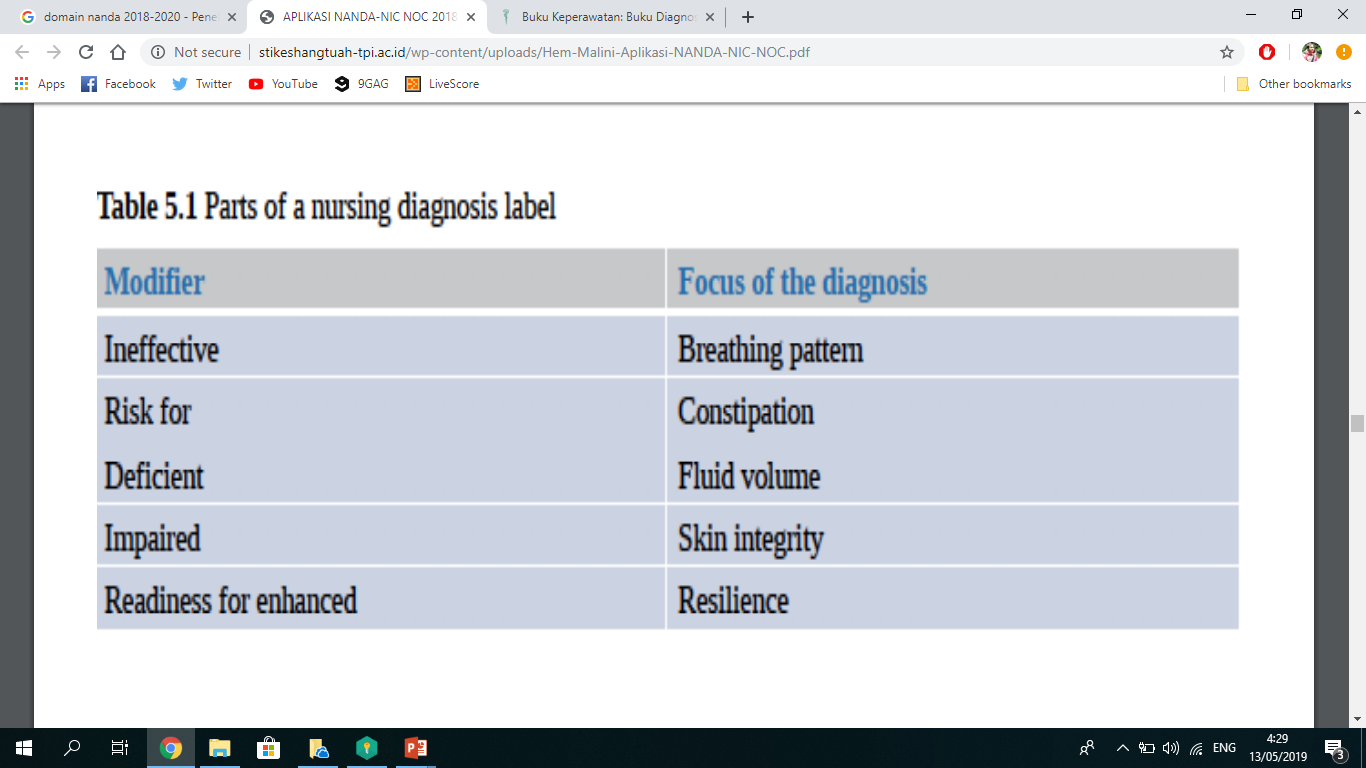 domain nanda 2018-2020 - Pene
APLIKASI NANDA-NIC NOC 2018
Buku Keperawatan: Buku Diagnos
Not secure
stikeshangtuah-tpi.ac.id/wp-content/uploads/Hem-Malini-Aplikasi-NANDA-NIC-NOC.pdf
Apps Facebook Twitter YouTube 9GAG LiveScore Other bookmarks
Table 5.1 Parts of a nursing diagnosis label
Modifier Focus of the diagnosis
Ineffective Breathing pattern
Risk for Constipation
Deficient Fluid volume
Impaired Skin integrity
Readiness for enhanced Resilience
ENG
4:29
13/05/2019
3